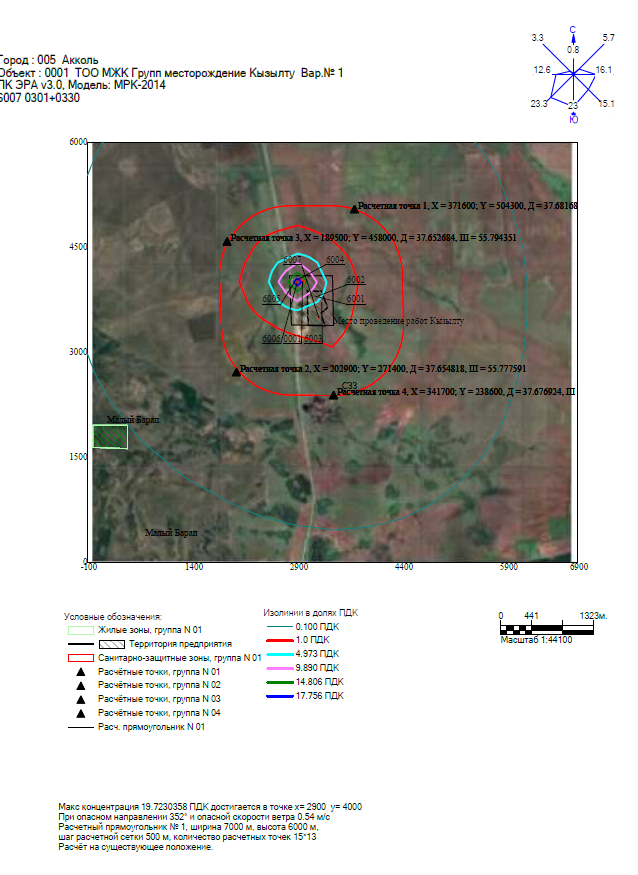 Город : 005 Акколь
Объект : 0001 ТОО МЖК Групп месторождение Кызылту Вар.№ 1
ПК ЭРА v3.0, Модель: МРК-2014
6007 0301+0330
С
3.3
5.7
0.8
12.6
16.1
23.3
23
15.1
Ю
6000
4500
3000
1500
0
-100
1400
2900
4400
5900
6900
Расчетная точка 1, X = 371600; Y = 504300, Д = 37.68168
Расчетная точка 3, X = 189500; Y = 458000, Д = 37.652684, Ш = 55.794351
6004
6002
6005
6001
Место проведение работ Кызылту
6006
0001
6003
Расчетная точка 2, X = 202900; Y = 271400, Д = 37.654818, Ш = 55.777591
СЗЗ
Расчетная точка 4, X = 341700; Y = 238600, Д = 37.676924, Ш
Малый Барап
Малый Барап
Условные обозначения:
Жилые зоны, группа N 01
Территория предприятия
Санитарно-защитные зоны, группа N 01
Расчётные точки, группа N 01
Расчётные точки, группа N 02
Расчётные точки, группа N 03
Расчётные точки, группа N 04
Расч. прямоугольник N 01
Изолинии в долях ПДК
0.100 ПДК
1.0 ПДК
4.973 ПДК
9.890 ПДК
14.806 ПДК
17.756 ПДК
0 441 1323м.
Масштаб 1:44100
Макс концентрация 19.7230358 ПДК достигается в точке x= 2900 y= 4000
При опасном направлении 352° и опасной скорости ветра 0.54 м/с
Расчетный прямоугольник № 1, ширина 7000 м, высота 6000 м,
шаг расчетной сетки 500 м, количество расчетных точек 15*13
Расчёт на существующее положение.